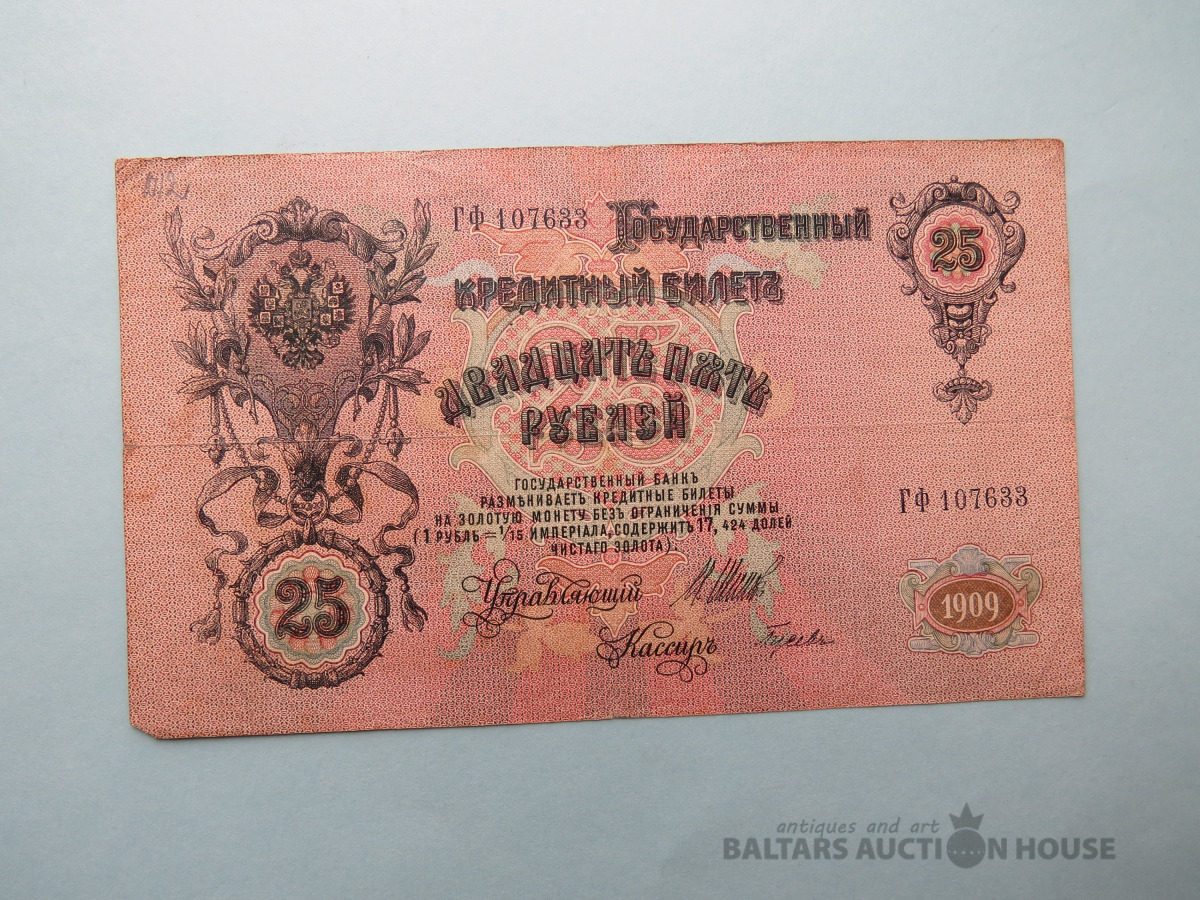 ГФ 107633
Государственный
кредитный билетъ
25
Двадцать пять
рублей
25
Государственный банкъ
размѣниваетъ кредитные билеты
на золотую монету безъ ограниченія суммы
(1 рубль = 1/15 имперіала, содержитъ 17,424 долей
чистаго золота)
ГФ 107633
Управляющій
Кассиръ
25
1909
antiques and art
BALTARS AUCTION HOUSE